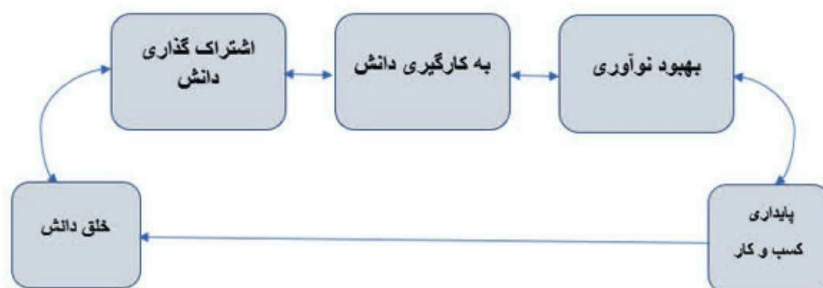 اشتراک گذاری
دانش
به کارگیری دانش
بهبود نوآوری
خلق دانش
پایداری
کسب و کار